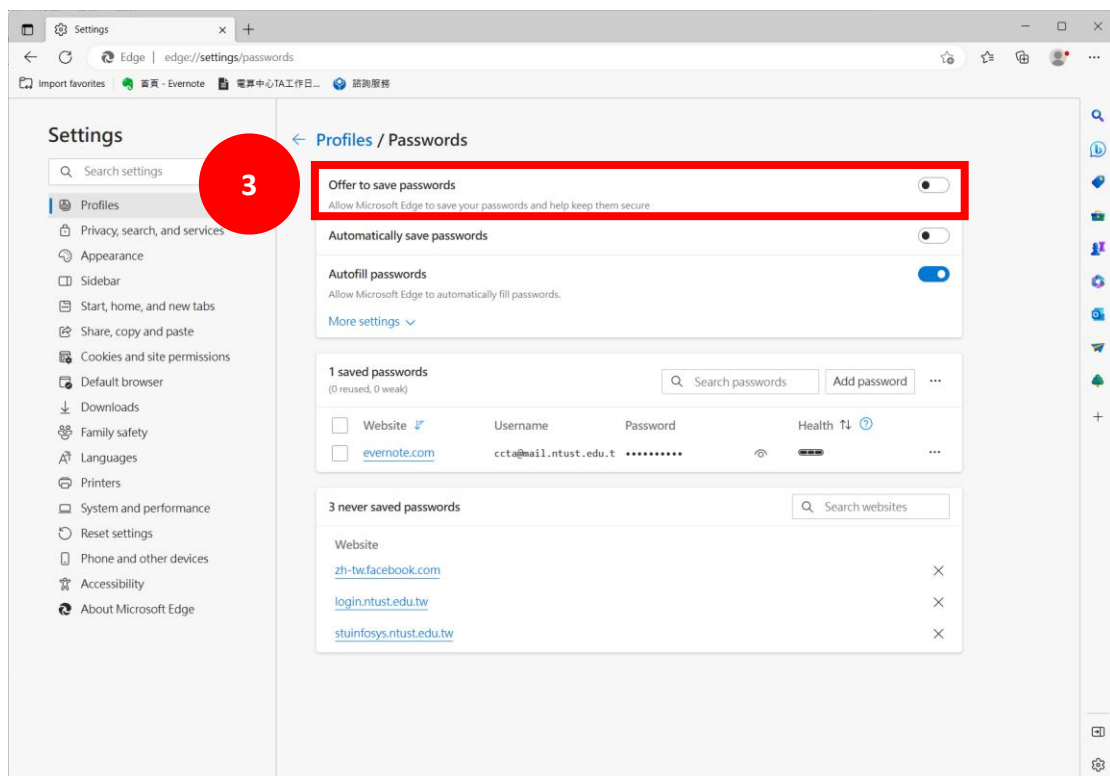 Settings
Edge | edge://settings/passwords
Import favorites 首頁 - Evernote 電算中心TA工作日... 諮詢服務
Settings
Search settings
Profiles
Privacy, search, and services
Appearance
Sidebar
Start, home, and new tabs
Share, copy and paste
Cookies and site permissions
Default browser
Downloads
Family safety
Languages
Printers
System and performance
Reset settings
Phone and other devices
Accessibility
About Microsoft Edge
3
Profiles / Passwords
Offer to save passwords
Allow Microsoft Edge to save your passwords and help keep them secure
Automatically save passwords
Autofill passwords
Allow Microsoft Edge to automatically fill passwords.
More settings
1 saved passwords
(0 reused, 0 weak)
Search passwords Add password
Website Username Password Health
evernote.com ccta@mail.ntust.edu.t ••••••••••
3 never saved passwords
Search websites
Website
zh-tw.facebook.com
login.ntust.edu.tw
stuinfosys.ntust.edu.tw